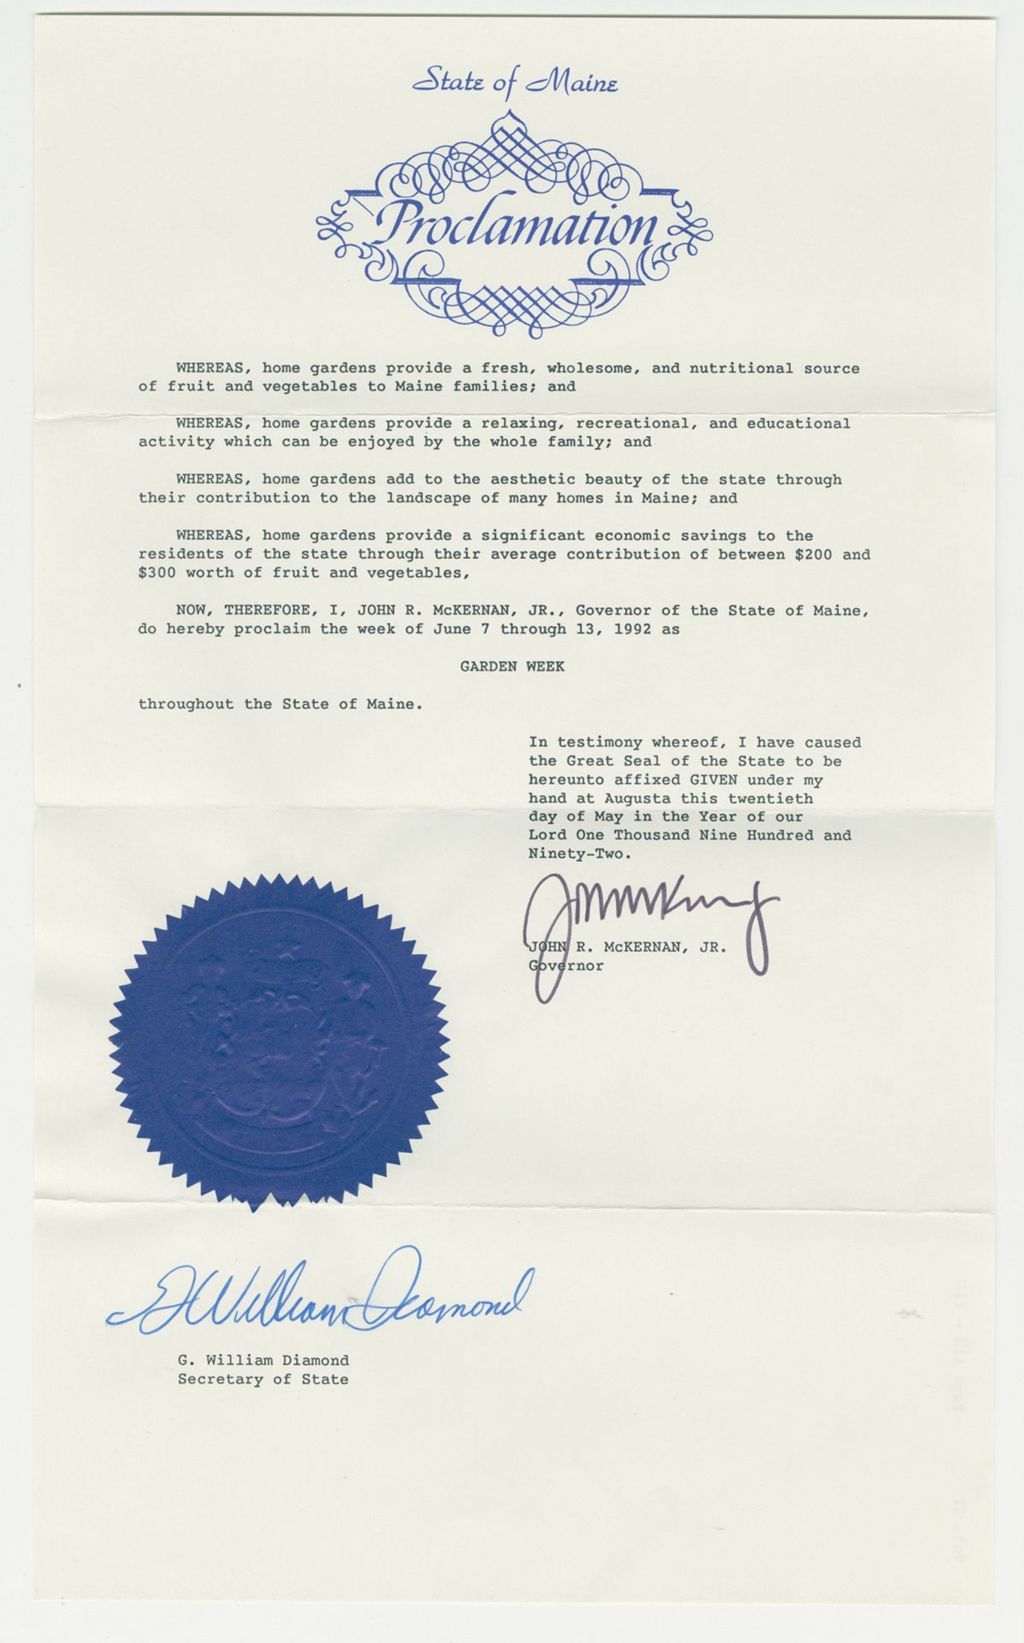 State of Maine
Proclamation
WHEREAS, home gardens provide a fresh, wholesome, and nutritional source
of fruit and vegetables to Maine families; and
WHEREAS, home gardens provide a relaxing, recreational, and educational
activity which can be enjoyed by the whole family; and
WHEREAS, home gardens add to the aesthetic beauty of the state through
their contribution to the landscape of many homes in Maine; and
WHEREAS, home gardens provide a significant economic savings to the
residents of the state through their average contribution of between $200 and
$300 worth of fruit and vegetables,
NOW, THEREFORE, I, JOHN R. McKERNAN, JR., Governor of the State of Maine,
do hereby proclaim the week of June 7 through 13, 1992 as
GARDEN WEEK
throughout the State of Maine.
In testimony whereof, I have caused
the Great Seal of the State to be
hereunto affixed GIVEN under my
hand at Augusta this twentieth
day of May in the Year of our
Lord One Thousand Nine Hundred and
Ninety-Two.
JOHN R. McKERNAN, JR.
Governor
G William Diamond
G. William Diamond
Secretary of State